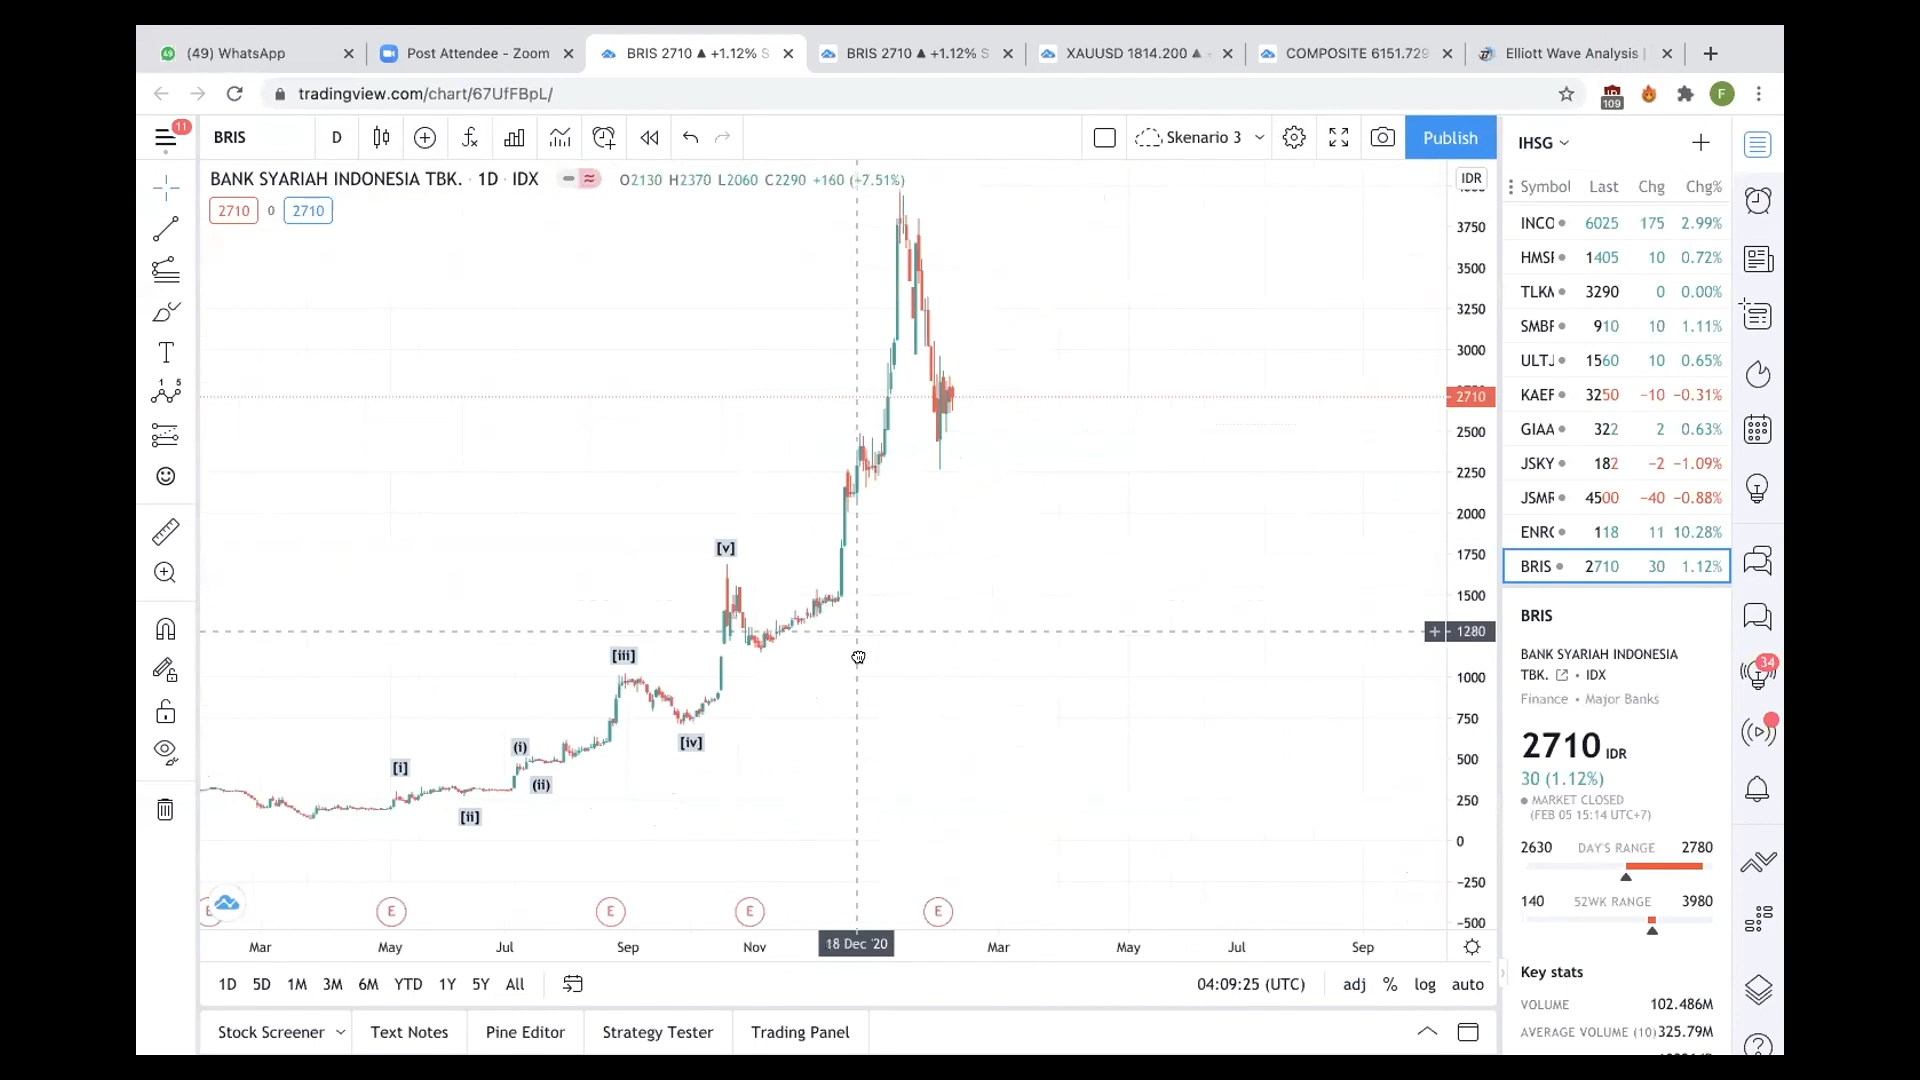 (49) WhatsApp
Post Attendee - Zoom
BRIS 2710 ▲ +1.12% S
BRIS 2710 ▲ +1.12% S
XAUUSD 1814.200 ▲
COMPOSITE 6151.729
Elliott Wave Analysis |
tradingview.com/chart/67UfFBpL/
109
F
11
BRIS
D
Skenario 3
Publish
BANK SYARIAH INDONESIA TBK. · 1D · IDX
O2130 H2370 L2060 C2290 +160 (+7.51%)
2710 0 2710
IDR
3750
3500
3250
3000
2710
2500
2250
2000
1750
1500
1280
1000
750
500
250
0
-250
-500
[v]
[iii]
[iv]
(i)
[i]
(ii)
[ii]
E E E E
Mar May Jul Sep Nov 18 Dec '20 Mar May Jul Sep
1D 5D 1M 3M 6M YTD 1Y 5Y All
04:09:25 (UTC) adj % log auto
Stock Screener Text Notes Pine Editor Strategy Tester Trading Panel
IHSG
Symbol Last Chg Chg%
INCO 6025 175 2.99%
1405 10 0.72%
3290 0 0.00%
910 10 1.11%
1560 10 0.65%
3250 −10 −0.31%
GIAA 322 2 0.63%
JSKY 182 −2 −1.09%
4500 −40 −0.88%
118 11 10.28%
BRIS 2710 30 1.12%
BRIS
BANK SYARIAH INDONESIA
TBK. • IDX
Finance • Major Banks
2710 IDR
30 (1.12%)
MARKET CLOSED
(FEB 05 15:14 UTC+7)
2630 DAY'S RANGE 2780
140 52WK RANGE 3980
Key stats
VOLUME 102.486M
AVERAGE VOLUME (10) 325.79M
34